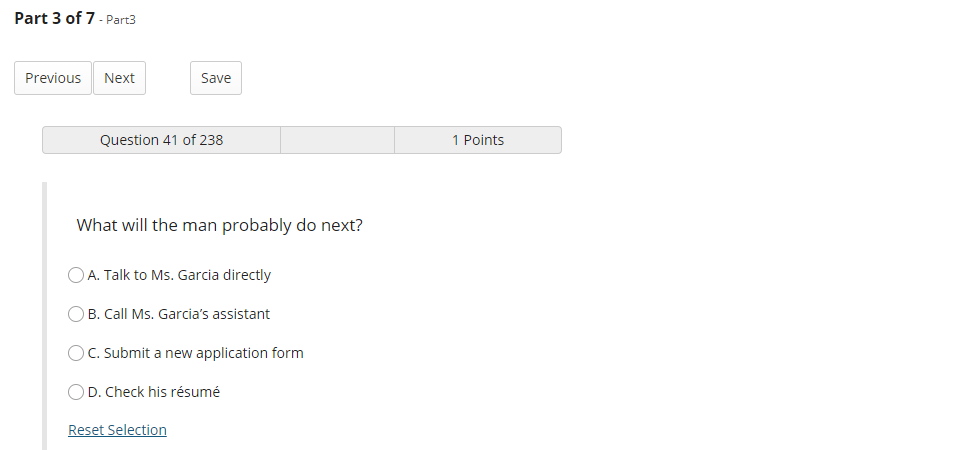 Part 3 of 7 - Part3
Previous Next Save
Question 41 of 238 1 Points
What will the man probably do next?
A. Talk to Ms. Garcia directly
B. Call Ms. Garcia’s assistant
C. Submit a new application form
D. Check his résumé
Reset Selection